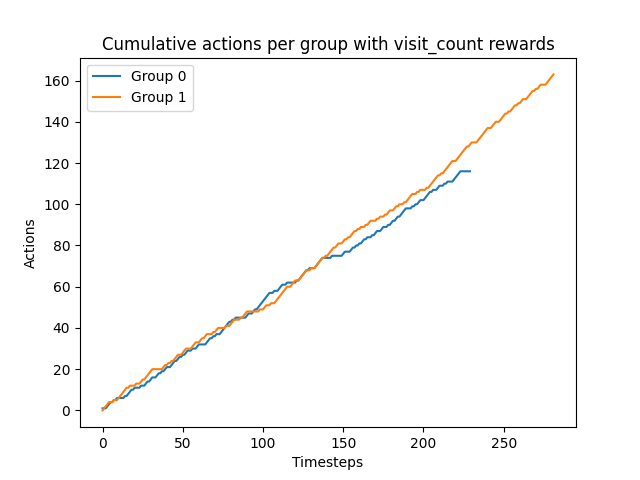 Cumulative actions per group with visit_count rewards
Group 0
Group 1
160
140
120
100
80
60
40
20
0
Actions
0 50 100 150 200 250
Timesteps